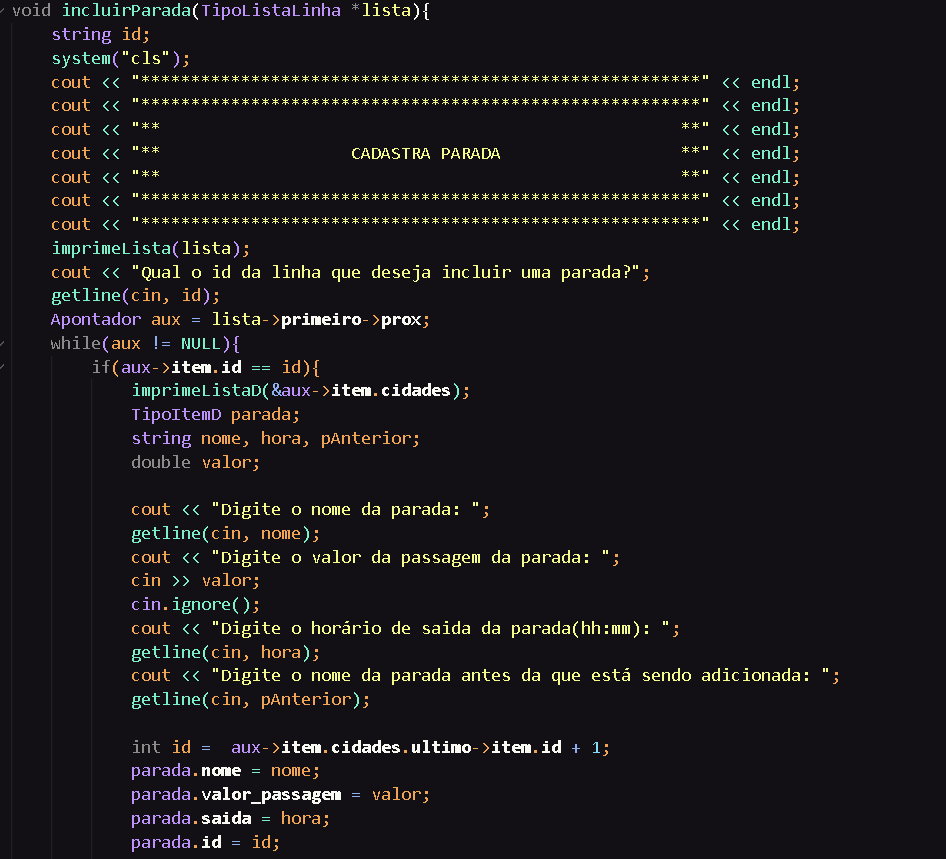 void incluirParada(TipoListaLinha *lista){
    string id;
    system("cls");
    cout << "********************************************************" << endl;
    cout << "********************************************************" << endl;
    cout << "**                                                    **" << endl;
    cout << "**                   CADASTRA PARADA                  **" << endl;
    cout << "**                                                    **" << endl;
    cout << "********************************************************" << endl;
    cout << "********************************************************" << endl;
    imprimeLista(lista);
    cout << "Qual o id da linha que deseja incluir uma parada?";
    getline(cin, id);
    Apontador aux = lista->primeiro->prox;
    while(aux != NULL){
        if(aux->item.id == id){
            imprimeListaD(&aux->item.cidades);
            TipoItemD parada;
            string nome, hora, pAnterior;
            double valor;

            cout << "Digite o nome da parada: ";
            getline(cin, nome);
            cout << "Digite o valor da passagem da parada: ";
            cin >> valor;
            cin.ignore();
            cout << "Digite o horário de saida da parada(hh:mm): ";
            getline(cin, hora);
            cout << "Digite o nome da parada antes da que está sendo adicionada: ";
            getline(cin, pAnterior);

            int id =  aux->item.cidades.ultimo->item.id + 1;
            parada.nome = nome;
            parada.valor_passagem = valor;
            parada.saida = hora;
            parada.id = id;